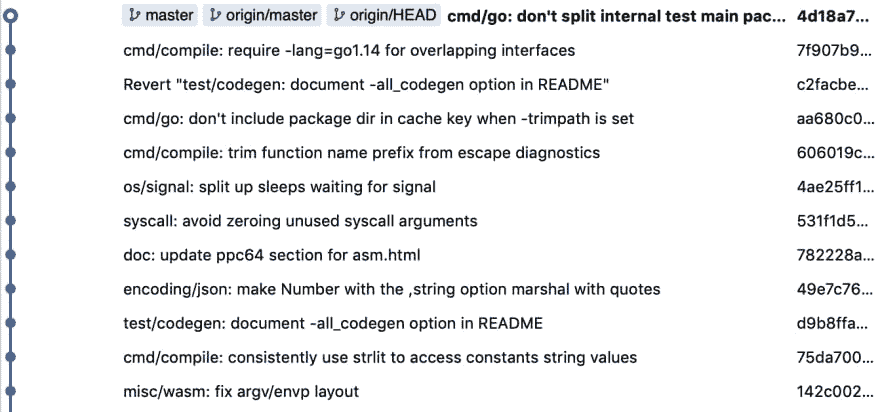 master origin/master origin/HEAD cmd/go: don't split internal test main pac... 4d18a7...
cmd/compile: require -lang=go1.14 for overlapping interfaces 7f907b9...
Revert "test/codegen: document -all_codegen option in README" c2facbe...
cmd/go: don't include package dir in cache key when -trimpath is set aa680c0...
cmd/compile: trim function name prefix from escape diagnostics 606019c...
os/signal: split up sleeps waiting for signal 4ae25ff1...
syscall: avoid zeroing unused syscall arguments 531f1d5...
doc: update ppc64 section for asm.html 782228a...
encoding/json: make Number with the ,string option marshal with quotes 49e7c76...
test/codegen: document -all_codegen option in README d9b8ffa...
cmd/compile: consistently use strlit to access constants string values 75da700...
misc/wasm: fix argv/envp layout 142c002...